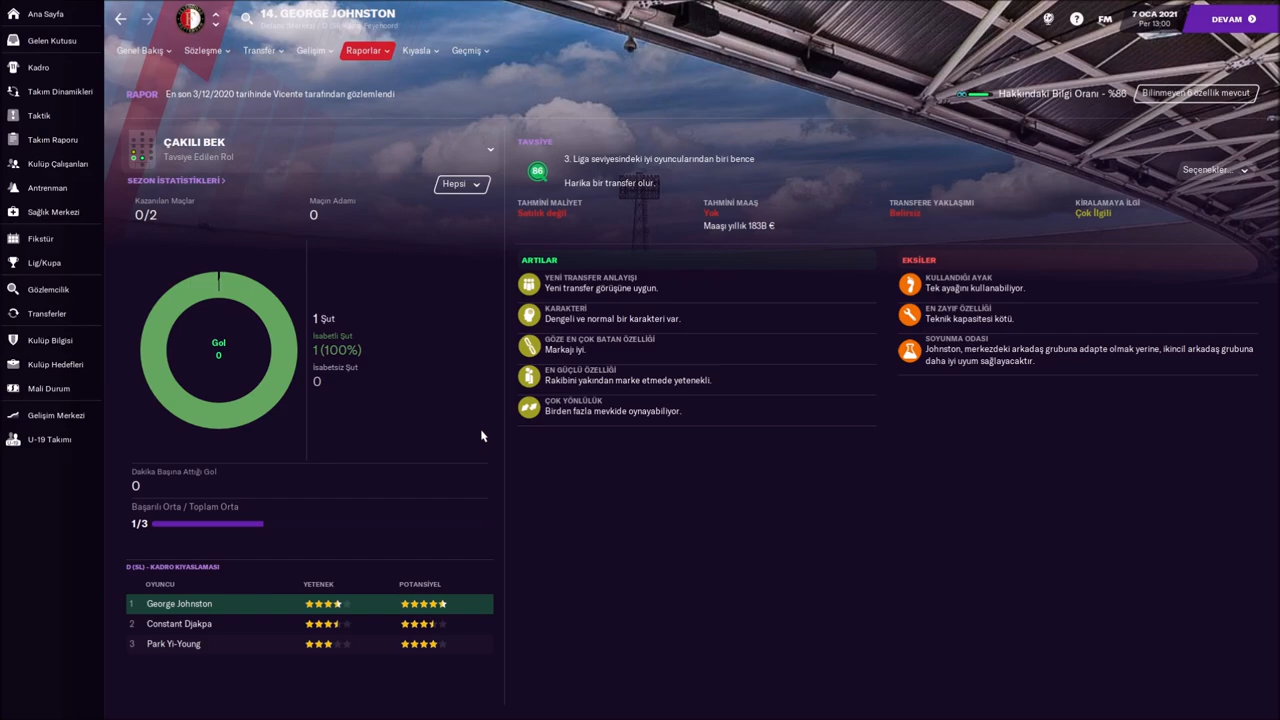 Ana Sayfa
Gelen Kutusu
Kadro
Takım Dinamikleri
Taktik
Takım Raporu
Kulüp Çalışanları
Antrenman
Sağlık Merkezi
Fikstür
Lig/Kupa
Gözlemcilik
Transferler
Kulüp Bilgisi
Kulüp Hedefleri
Mali Durum
Gelişim Merkezi
U-19 Takımı
14. GEORGE JOHNSTON
FM
7 OCA 2021
Per 13:00
DEVAM
Genel Bakış
Sözleşme
Transfer
Gelişim
Raporlar
Kıyasla
Geçmiş
RAPOR
En son 3/12/2020 tarihinde Vicente tarafından gözlemlendi
Hakkındaki Bilgi Oranı - %86
Bilinmeyen 0 özellik mevcut
ÇAKILI BEK
Tavsiye Edilen Rol
SEZON İSTATİSTİKLERİ >
Hepsi
Kazanılan Maçlar
0/2
Maçın Adamı
0
Gol
0
1 Şut
İsabetli Şut
1 (100%)
İsabetsiz Şut
0
Dakika Başına Attığı Gol
0
Başarılı Orta / Toplam Orta
1/3
D (SL) - KADRO KIYASLAMASI
OYUNCU YETENEK POTANSİYEL
1 George Johnston
2 Constant Djakpa
3 Park Yi-Young
TAVSİYE
86
3. Liga seviyesindeki iyi oyuncularından biri bence
Harika bir transfer olur.
Seçenekler...
TAHMİNİ MALİYET
Satılık değil
TAHMİNİ MAAŞ
Yok
Maaşı yıllık 183B €
TRANSFERE YAKLAŞIMI
Belirsiz
KİRALAMAYA İLGİ
Çok İlgili
ARTILAR
YENİ TRANSFER ANLAYIŞI
Yeni transfer görüşüne uygun.
KARAKTERİ
Dengeli ve normal bir karakteri var.
GÖZE EN ÇOK BATAN ÖZELLİĞİ
Markajı iyi.
EN GÜÇLÜ ÖZELLİĞİ
Rakibini yakından marke etmede yetenekli.
ÇOK YÖNLÜLÜK
Birden fazla mevkide oynayabiliyor.
EKSİLER
KULLANDIĞI AYAK
Tek ayağını kullanabiliyor.
EN ZAYIF ÖZELLİĞİ
Teknik kapasitesi kötü.
SOYUNMA ODASI
Johnston, merkezdeki arkadaş grubuna adapte olmak yerine, ikincil arkadaş grubuna
daha iyi uyum sağlayacaktır.